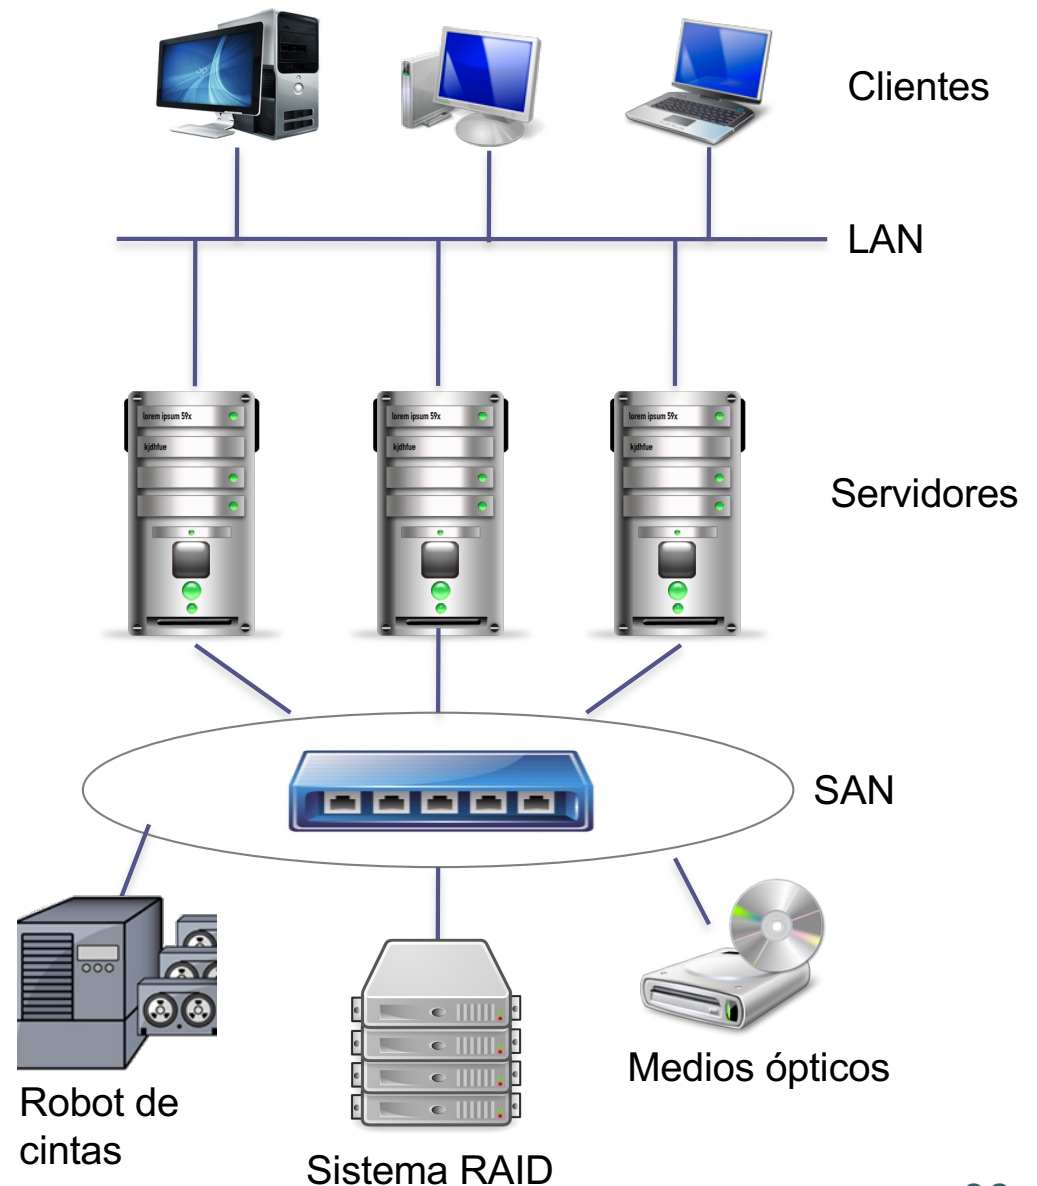 Clientes
LAN
lorem ipsum 59x
kjdhfue
lorem ipsum 59x
kjdhfue
lorem ipsum 59x
kjdhfue
Servidores
SAN
Robot de
cintas
Sistema RAID
Medios ópticos